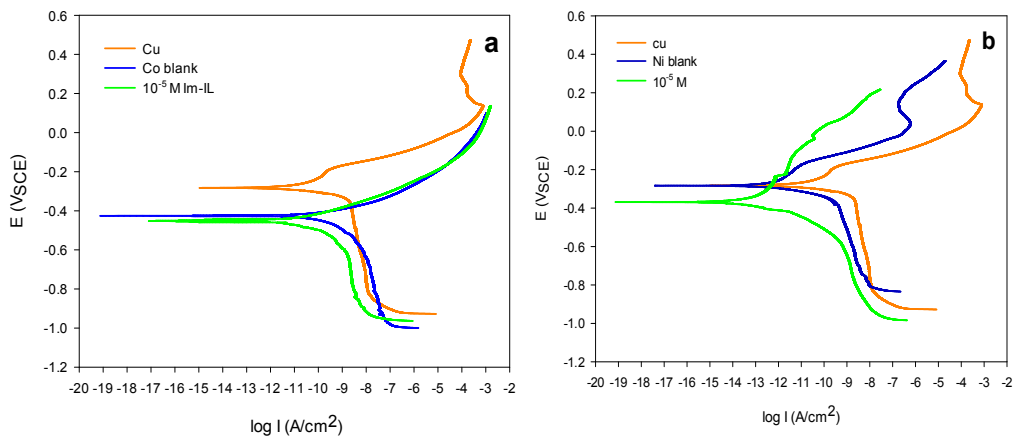 a
Cu
Co blank
10⁻⁵ M Im-IL
E (VSCE)
0.6
0.4
0.2
0.0
-0.2
-0.4
-0.6
-0.8
-1.0
-1.2
-20 -19 -18 -17 -16 -15 -14 -13 -12 -11 -10 -9 -8 -7 -6 -5 -4 -3 -2
log I (A/cm²)
b
cu
Ni blank
10⁻⁵ M
E (VSCE)
0.6
0.4
0.2
0.0
-0.2
-0.4
-0.6
-0.8
-1.0
-1.2
-20 -19 -18 -17 -16 -15 -14 -13 -12 -11 -10 -9 -8 -7 -6 -5 -4 -3 -2
log I (A/cm²)